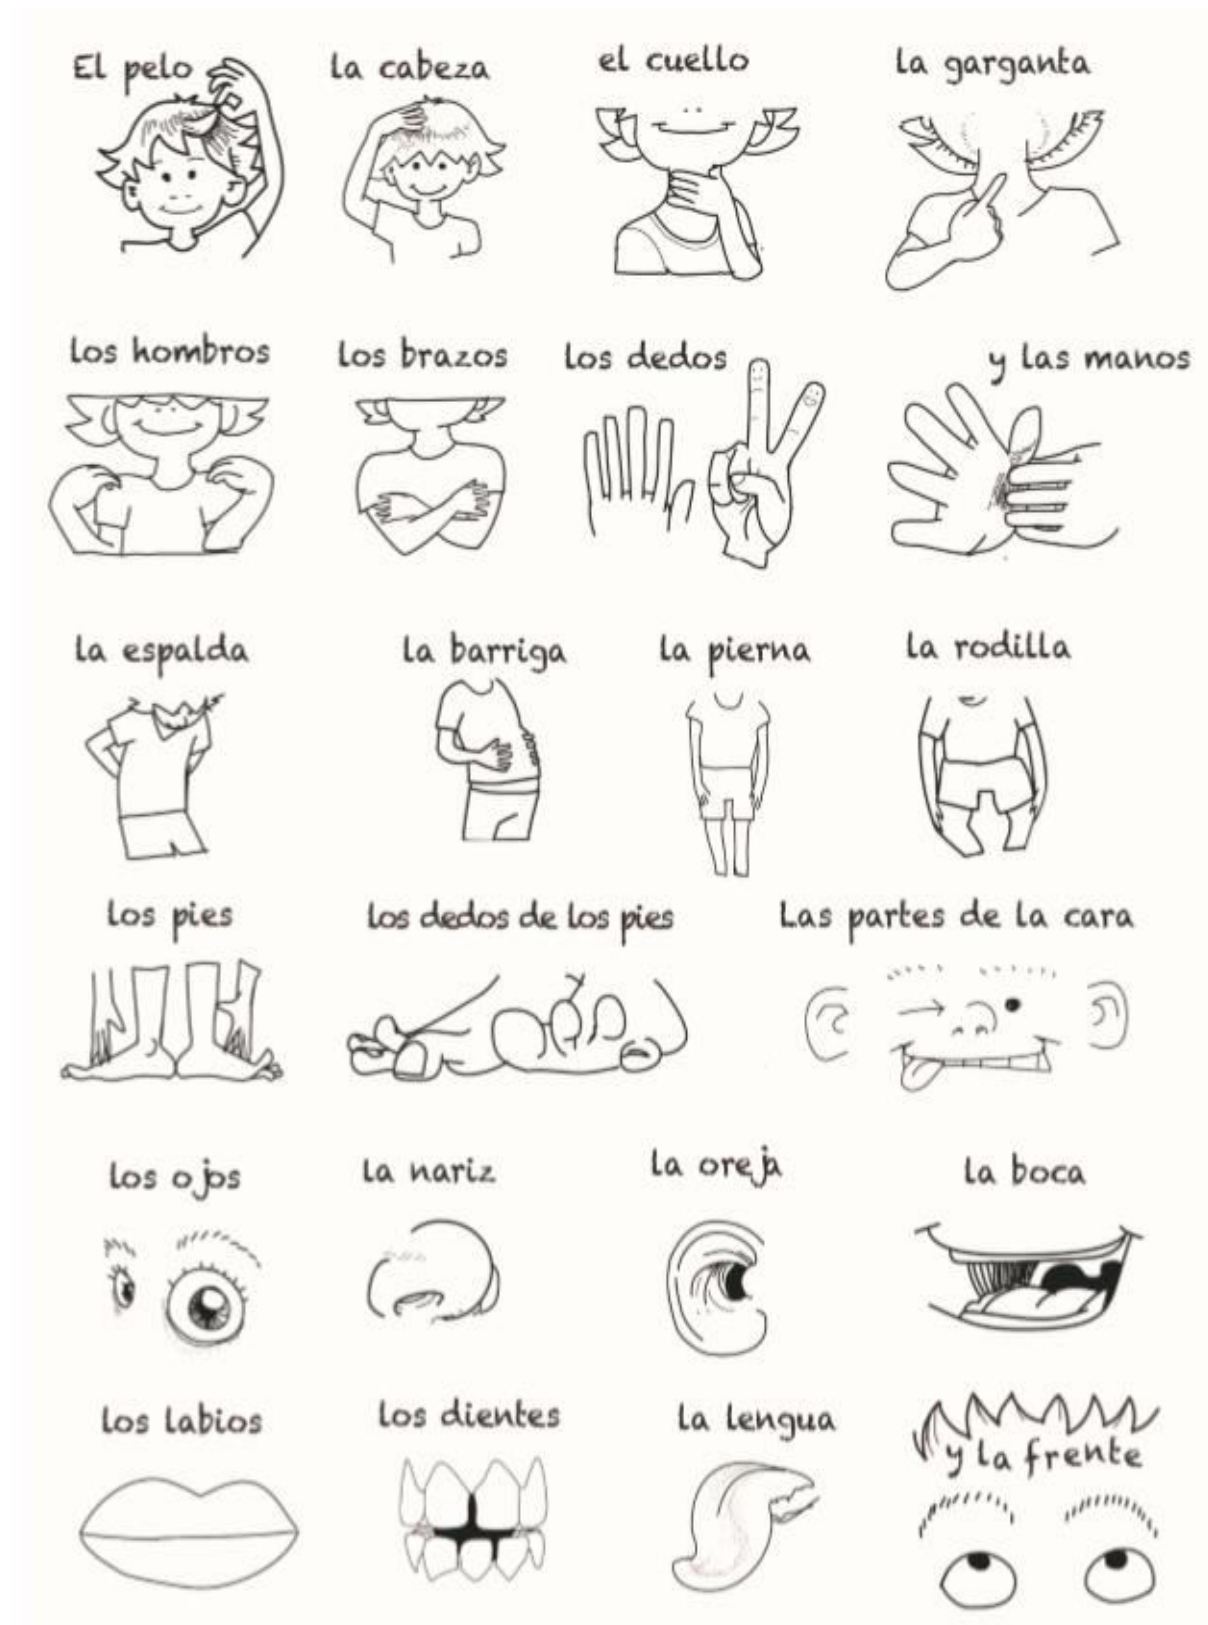 El pelo
la cabeza
el cuello
la garganta
los hombros
los brazos
los dedos
y las manos
la espalda
la barriga
la pierna
la rodilla
los pies
los dedos de los pies
Las partes de la cara
los ojos
la nariz
la oreja
la boca
los labios
los dientes
la lengua
y la frente